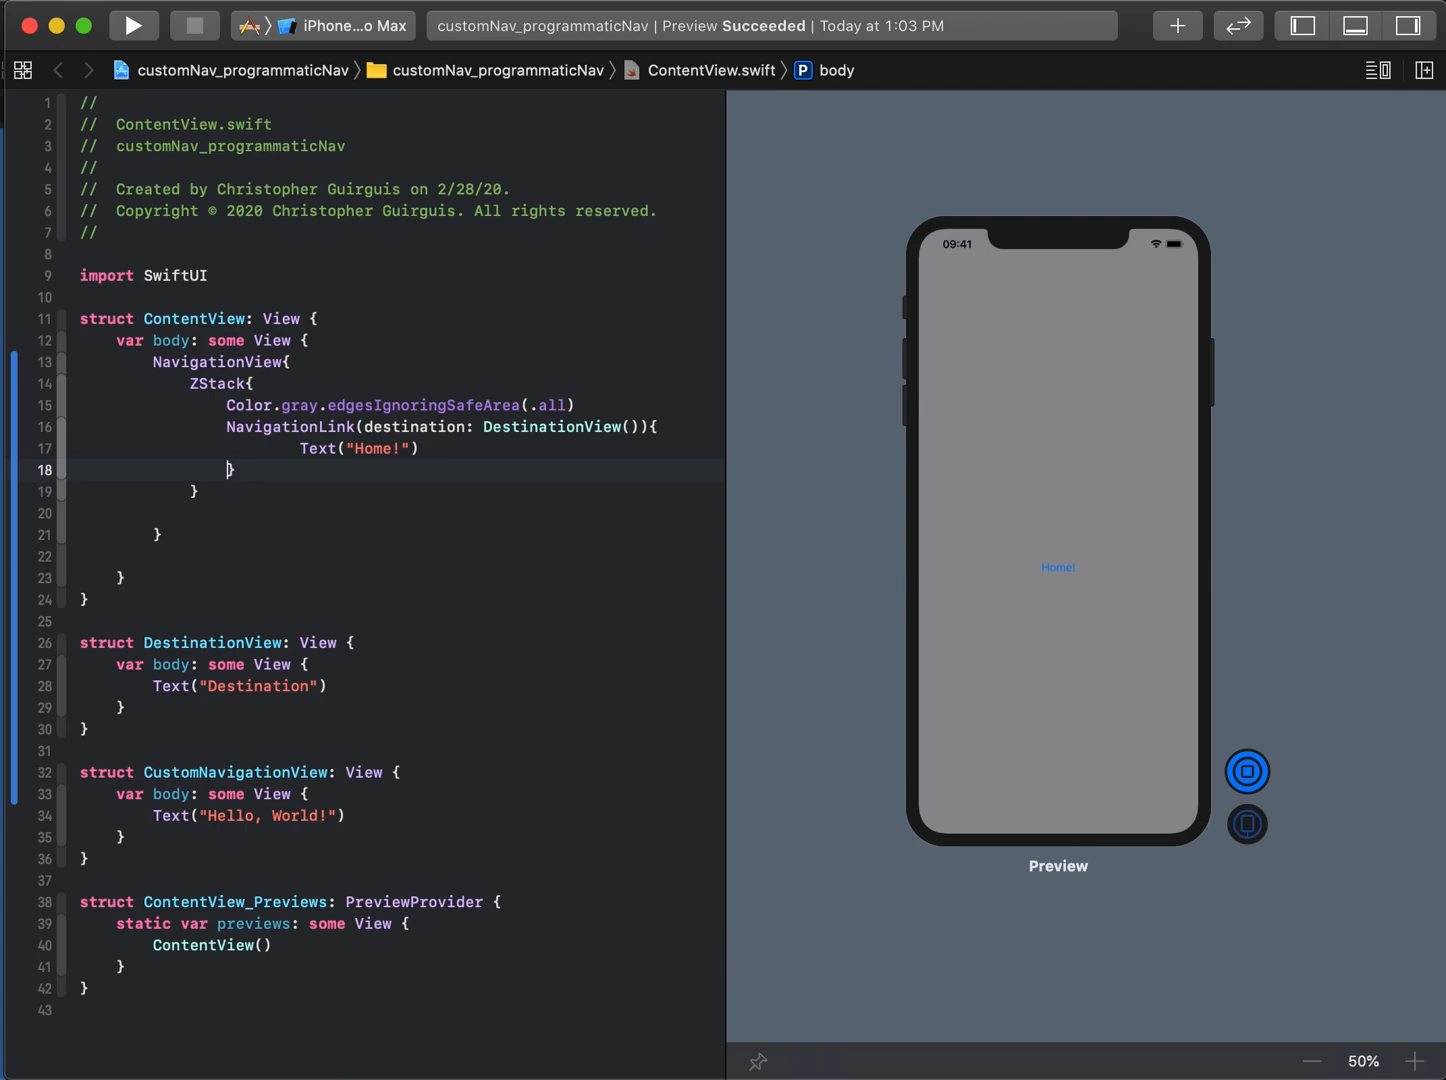 iPhone...o Max
customNav_programmaticNav | Preview Succeeded | Today at 1:03 PM
customNav_programmaticNav
customNav_programmaticNav
ContentView.swift
P
body
1 //
2 //  ContentView.swift
3 //  customNav_programmaticNav
4 //
5 //  Created by Christopher Guirguis on 2/28/20.
6 //  Copyright © 2020 Christopher Guirguis. All rights reserved.
7 //
8
9 import SwiftUI
10
11 struct ContentView: View {
12     var body: some View {
13         NavigationView{
14             ZStack{
15                 Color.gray.edgesIgnoringSafeArea(.all)
16                 NavigationLink(destination: DestinationView()){
17                         Text("Home!")
18                 }
19             }
20
21         }
22
23     }
24 }
25
26 struct DestinationView: View {
27     var body: some View {
28         Text("Destination")
29     }
30 }
31
32 struct CustomNavigationView: View {
33     var body: some View {
34         Text("Hello, World!")
35     }
36 }
37
38 struct ContentView_Previews: PreviewProvider {
39     static var previews: some View {
40         ContentView()
41     }
42 }
43
09:41
Home!
Preview
50%